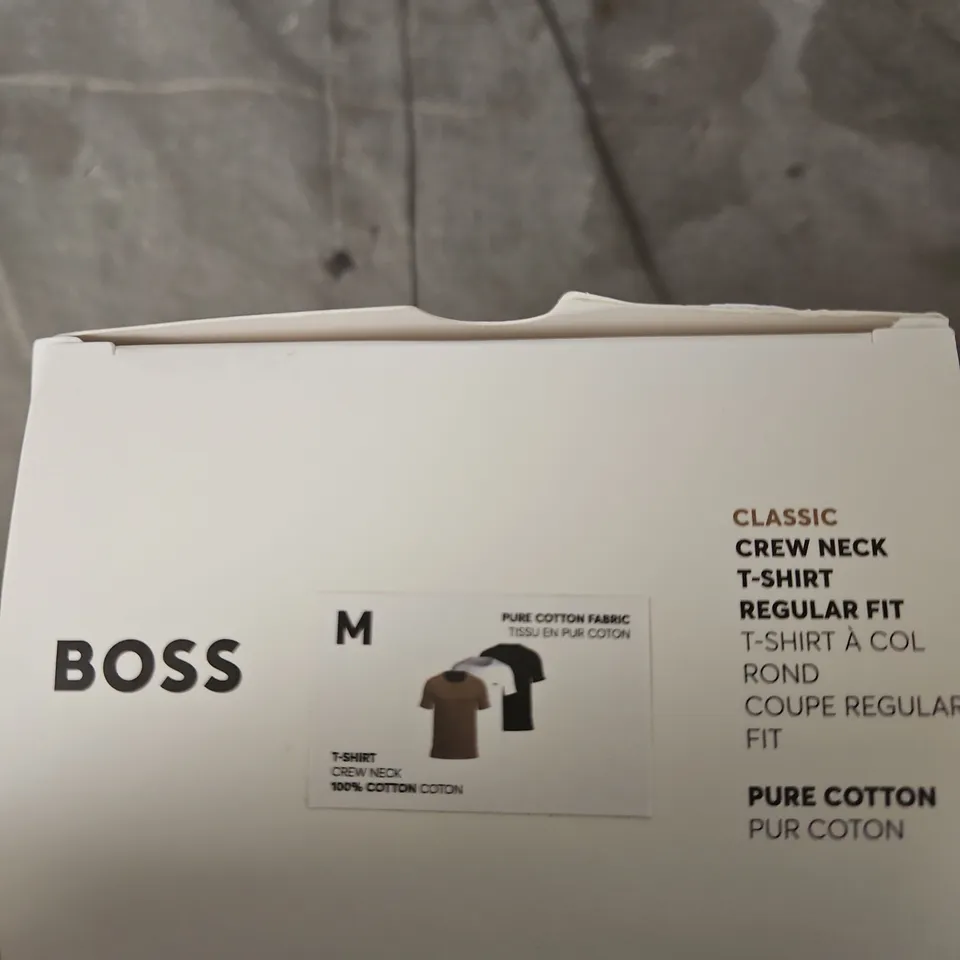 BOSS
M
PURE COTTON FABRIC
TISSU EN PUR COTON
T-SHIRT
CREW NECK
100% COTTON COTON
CLASSIC
CREW NECK
T-SHIRT
REGULAR FIT
T-SHIRT À COL
ROND
COUPE REGULAR
FIT
PURE COTTON
PUR COTON